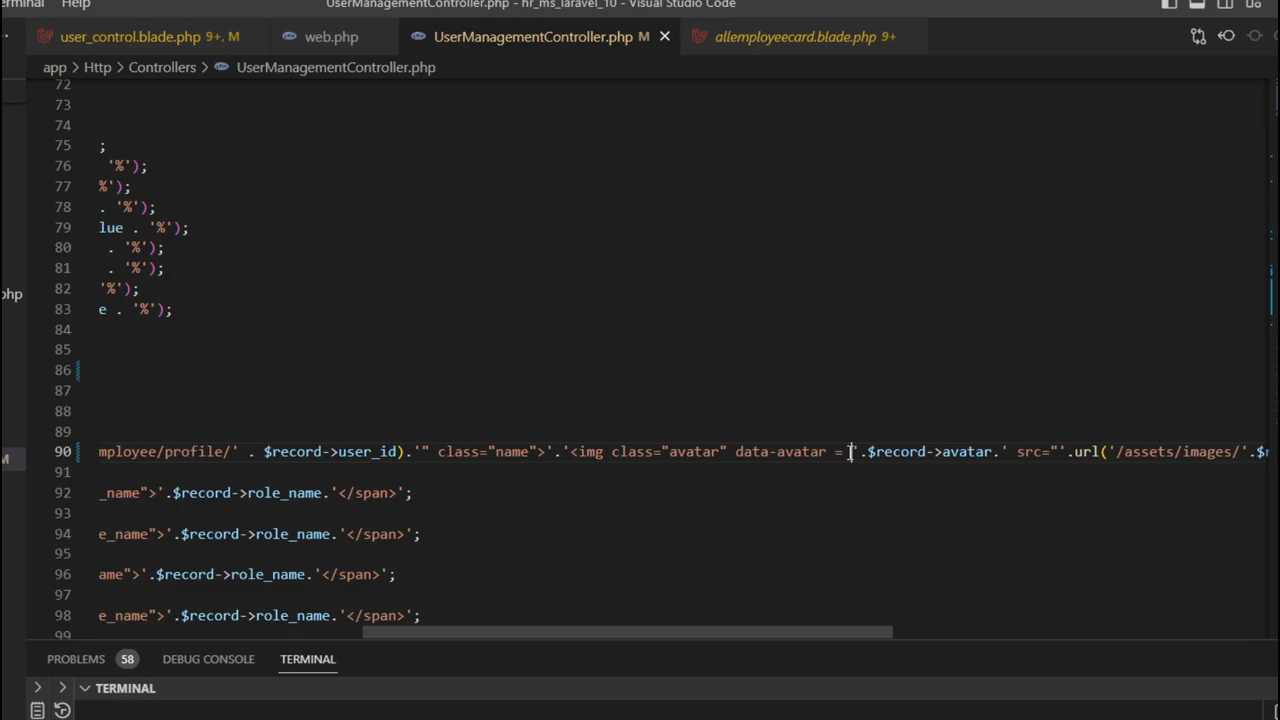 Terminal Help UserManagementController.php - hr_ms_laravel_10 - Visual Studio Code
user_control.blade.php 9+, M web.php UserManagementController.php M allemployeecard.blade.php 9+
app > Http > Controllers > UserManagementController.php
72
73
74
75 ;
76 '%');
77 %');
78 . '%');
79 lue . '%');
80 . '%');
81 . '%');
82 '%');
83 e . '%');
84
85
86
87
88
89
90 mployee/profile/' . $record->user_id).'" class="name">'.'<img class="avatar" data-avatar = '.$record->avatar.' src="'.url('/assets/images/'.$r
91
92 _name">'.$record->role_name.'</span>';
93
94 e_name">'.$record->role_name.'</span>';
95
96 ame">'.$record->role_name.'</span>';
97
98 e_name">'.$record->role_name.'</span>';
99
php
M
PROBLEMS 58 DEBUG CONSOLE TERMINAL
TERMINAL